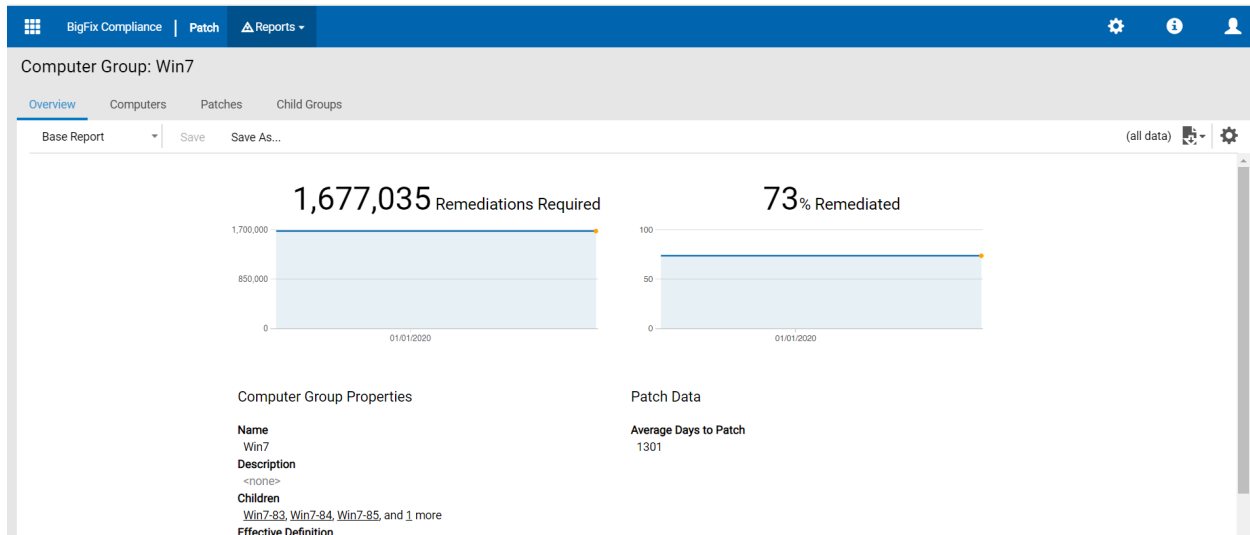 BigFix Compliance | Patch Reports
Computer Group: Win7
Overview Computers Patches Child Groups
Base Report Save Save As... (all data)
1,677,035 Remediations Required
1,700,000
850,000
0
01/01/2020
73% Remediated
100
50
0
01/01/2020
Computer Group Properties
Name
Win7
Description
<none>
Children
Win7-83, Win7-84, Win7-85, and 1 more
Effective Definition
Patch Data
Average Days to Patch
1301